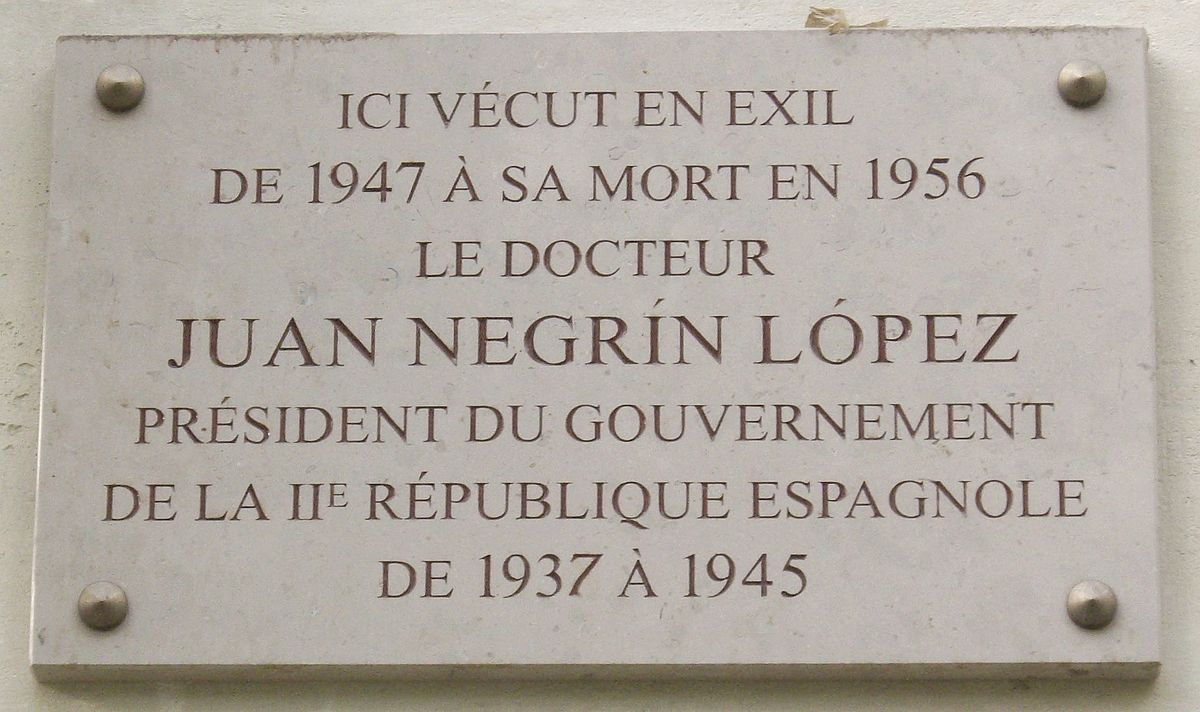 ICI VÉCUT EN EXIL
DE 1947 À SA MORT EN 1956
LE DOCTEUR
JUAN NEGRÍN LÓPEZ
PRÉSIDENT DU GOUVERNEMENT
DE LA IIE RÉPUBLIQUE ESPAGNOLE
DE 1937 À 1945